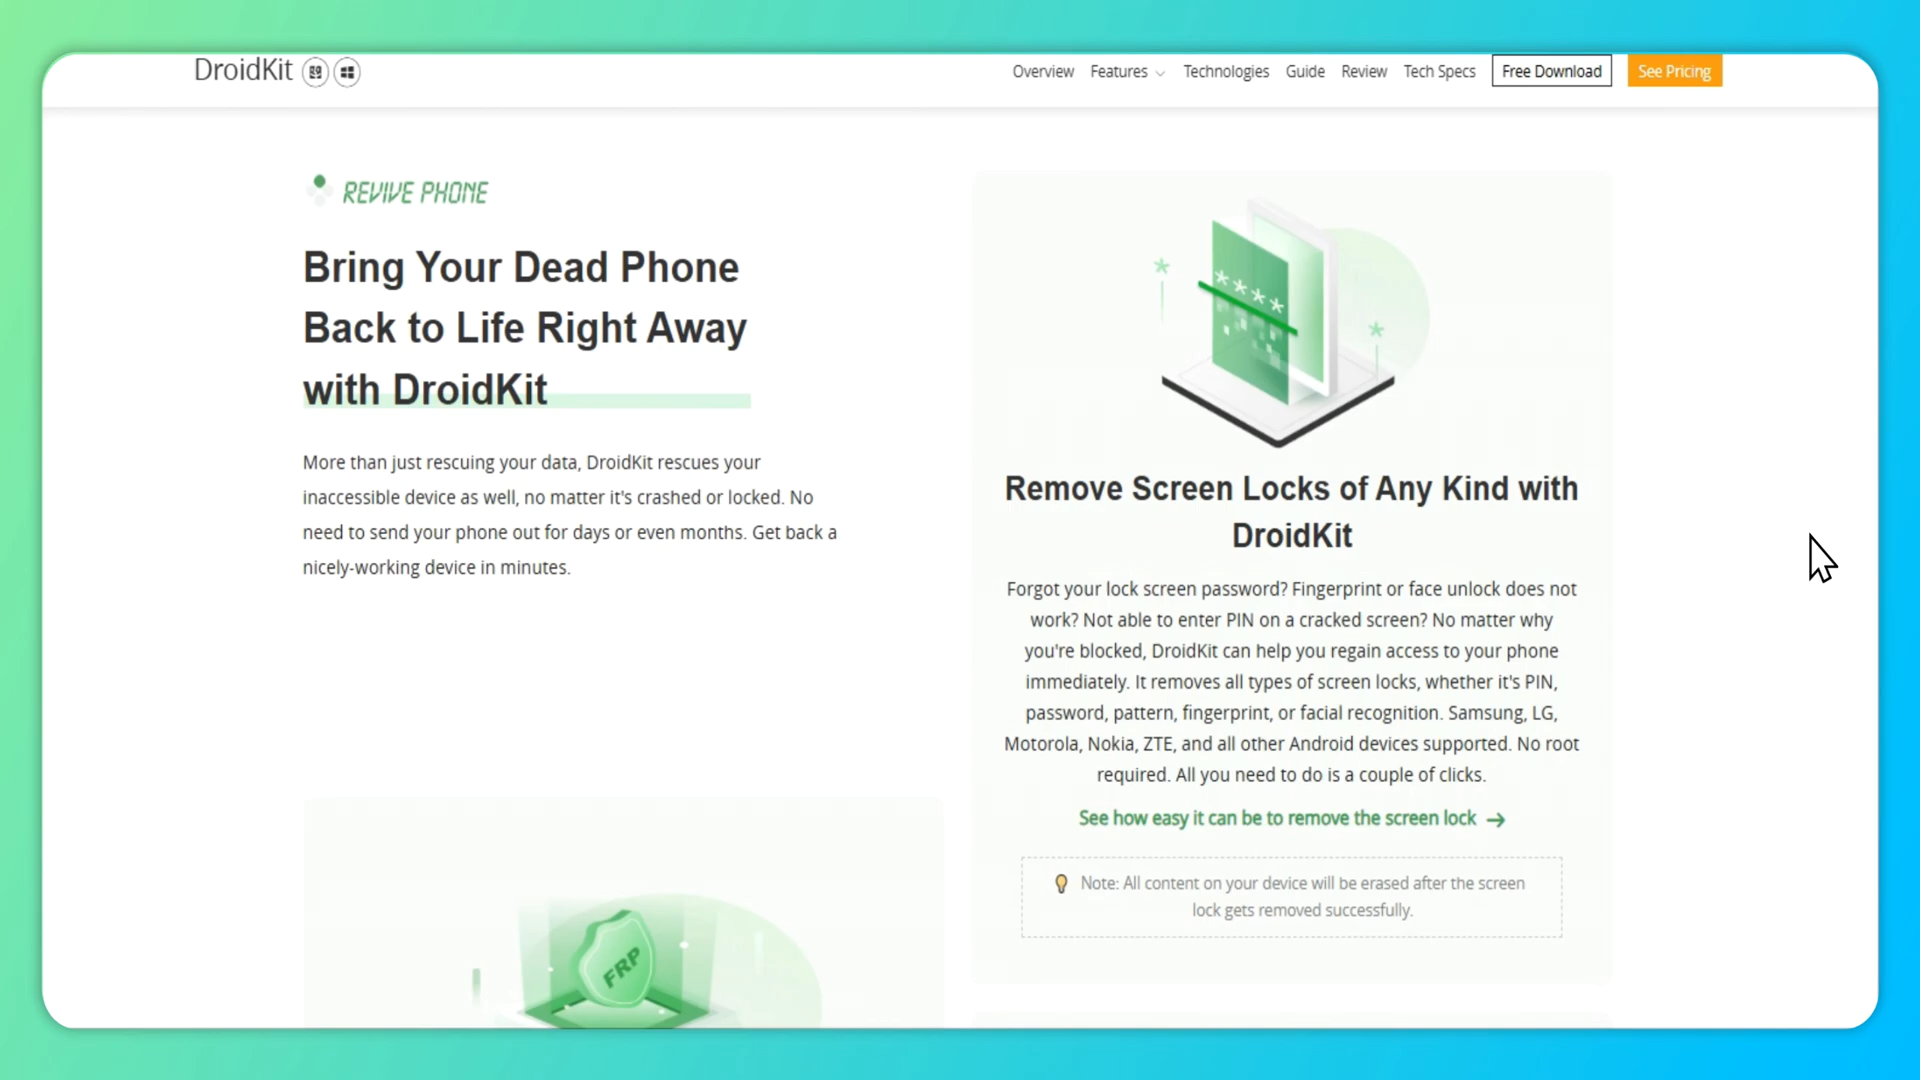 DroidKit
Overview Features Technologies Guide Review Tech Specs Free Download See Pricing
REVIVE PHONE
Bring Your Dead Phone
Back to Life Right Away
with DroidKit
More than just rescuing your data, DroidKit rescues your
inaccessible device as well, no matter it's crashed or locked. No
need to send your phone out for days or even months. Get back a
nicely-working device in minutes.
* * * *
Remove Screen Locks of Any Kind with
DroidKit
Forgot your lock screen password? Fingerprint or face unlock does not
work? Not able to enter PIN on a cracked screen? No matter why
you're blocked, DroidKit can help you regain access to your phone
immediately. It removes all types of screen locks, whether it's PIN,
password, pattern, fingerprint, or facial recognition. Samsung, LG,
Motorola, Nokia, ZTE, and all other Android devices supported. No root
required. All you need to do is a couple of clicks.
See how easy it can be to remove the screen lock →
Note: All content on your device will be erased after the screen
lock gets removed successfully.
FRP